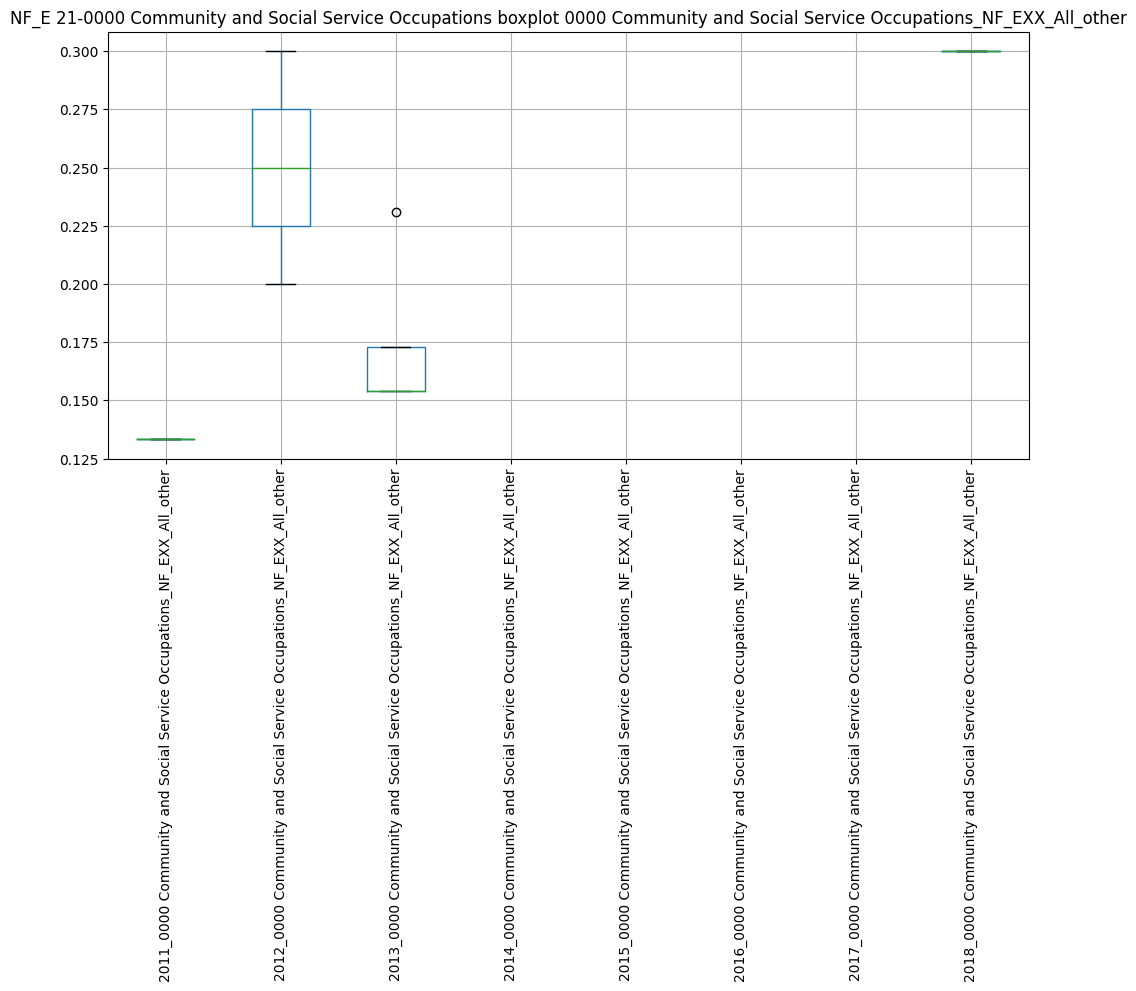 NF_E 21-0000 Community and Social Service Occupations boxplot 0000 Community and Social Service Occupations_NF_EXX_All_other
0.300
0.275
0.250
0.225
0.200
0.175
0.150
0.125
2011_0000 Community and Social Service Occupations_NF_EXX_All_other
2012_0000 Community and Social Service Occupations_NF_EXX_All_other
2013_0000 Community and Social Service Occupations_NF_EXX_All_other
2014_0000 Community and Social Service Occupations_NF_EXX_All_other
2015_0000 Community and Social Service Occupations_NF_EXX_All_other
2016_0000 Community and Social Service Occupations_NF_EXX_All_other
2017_0000 Community and Social Service Occupations_NF_EXX_All_other
2018_0000 Community and Social Service Occupations_NF_EXX_All_other